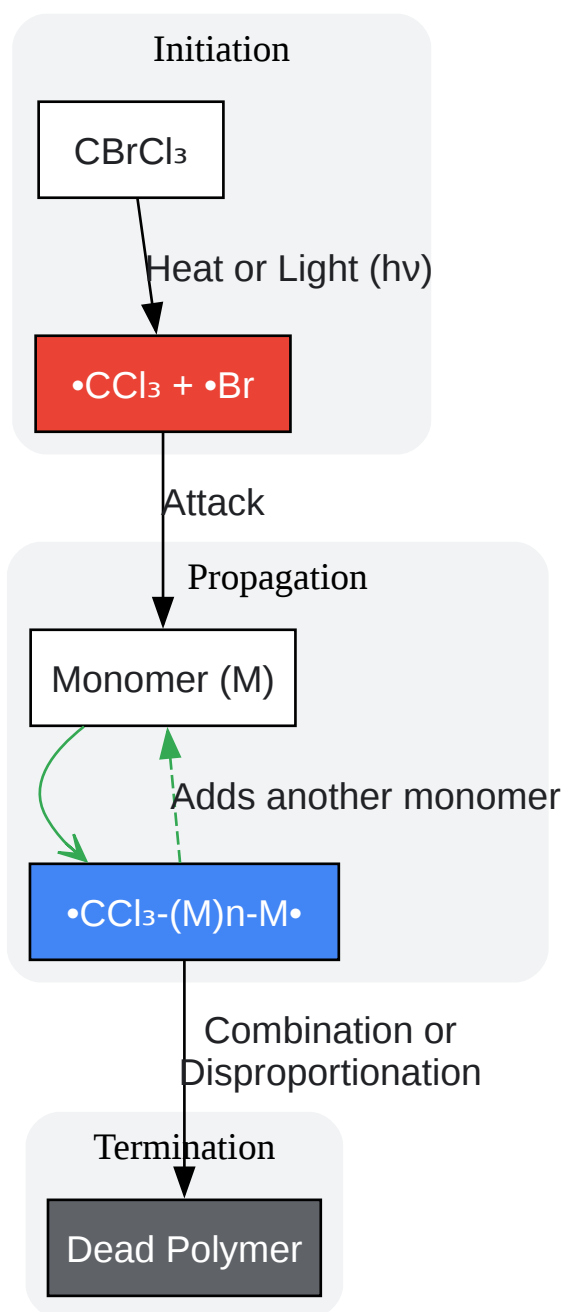 Initiation
CBrCl₃
Heat or Light (hν)
•CCl₃ + •Br
Attack
Propagation
Monomer (M)
Adds another monomer
•CCl₃-(M)n-M•
Combination or
Disproportionation
Termination
Dead Polymer